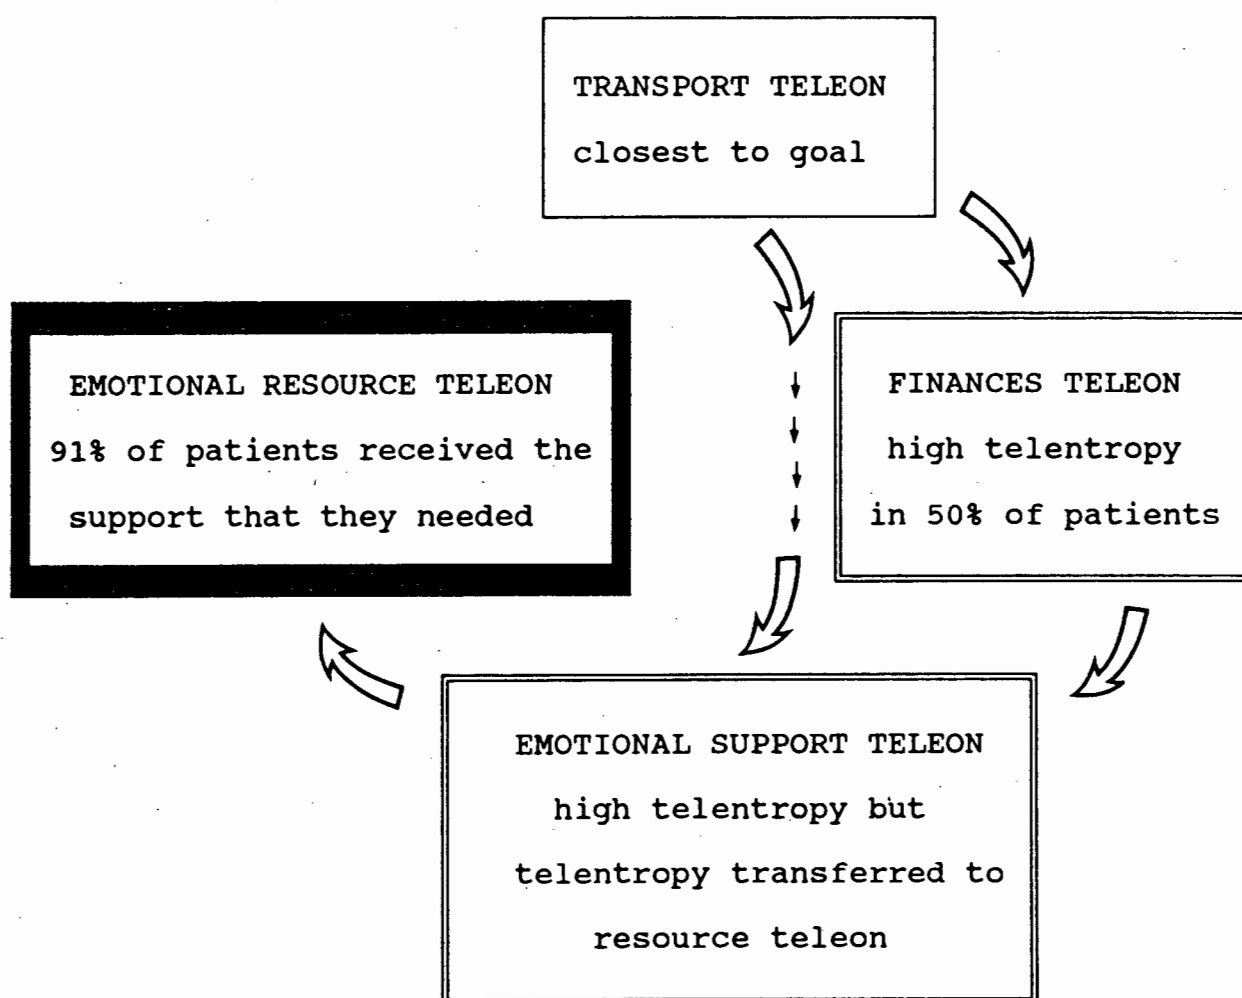 TRANSPORT TELEON
closest to goal
EMOTIONAL RESOURCE TELEON
91% of patients received the
support that they needed
FINANCES TELEON
high telentropy
in 50% of patients
EMOTIONAL SUPPORT TELEON
high telentropy but
telentropy transferred to
resource teleon